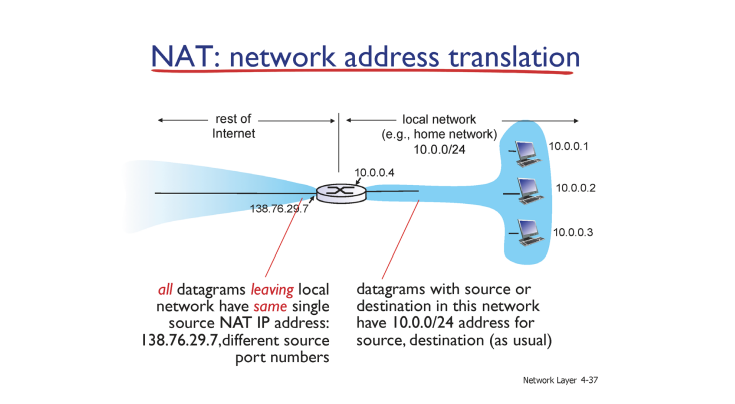 NAT: network address translation
rest of
Internet
local network
(e.g., home network)
10.0.0/24
10.0.0.1
10.0.0.4
10.0.0.2
138.76.29.7
10.0.0.3
all datagrams leaving local
network have same single
source NAT IP address:
138.76.29.7,different source
port numbers
datagrams with source or
destination in this network
have 10.0.0/24 address for
source, destination (as usual)
Network Layer 4-37